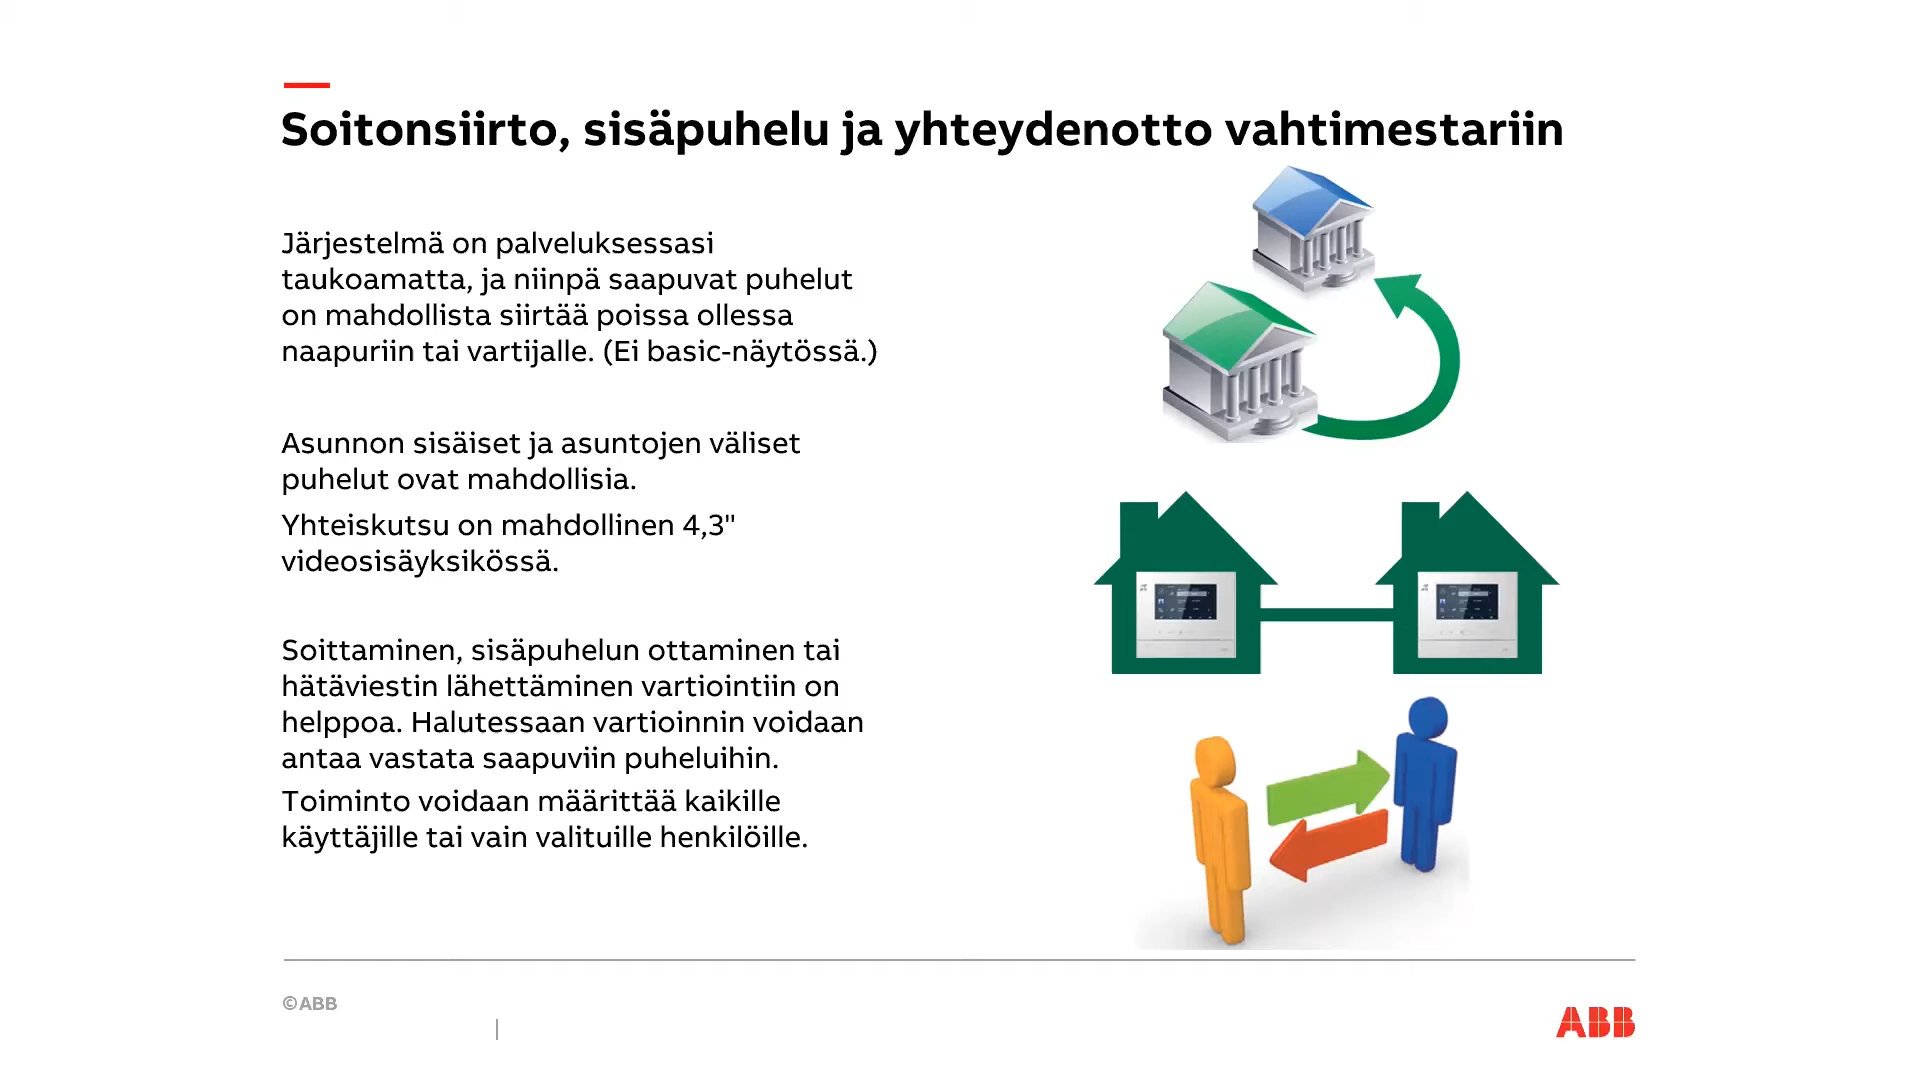 Soitonsiirto, sisäpuhelu ja yhteydenotto vahtimestariin
Järjestelmä on palveluksessasi
taukoamatta, ja niinpä saapuvat puhelut
on mahdollista siirtää poissa ollessa
naapuriin tai vartijalle. (Ei basic-näytössä.)
Asunnon sisäiset ja asuntojen väliset
puhelut ovat mahdollisia.
Yhteiskutsu on mahdollinen 4,3"
videosisäyksikössä.
Soittaminen, sisäpuhelun ottaminen tai
hätäviestin lähettäminen vartiointiin on
helppoa. Halutessaan vartioinnin voidaan
antaa vastata saapuviin puheluihin.
Toiminto voidaan määrittää kaikille
käyttäjille tai vain valituille henkilöille.
©ABB
ABB